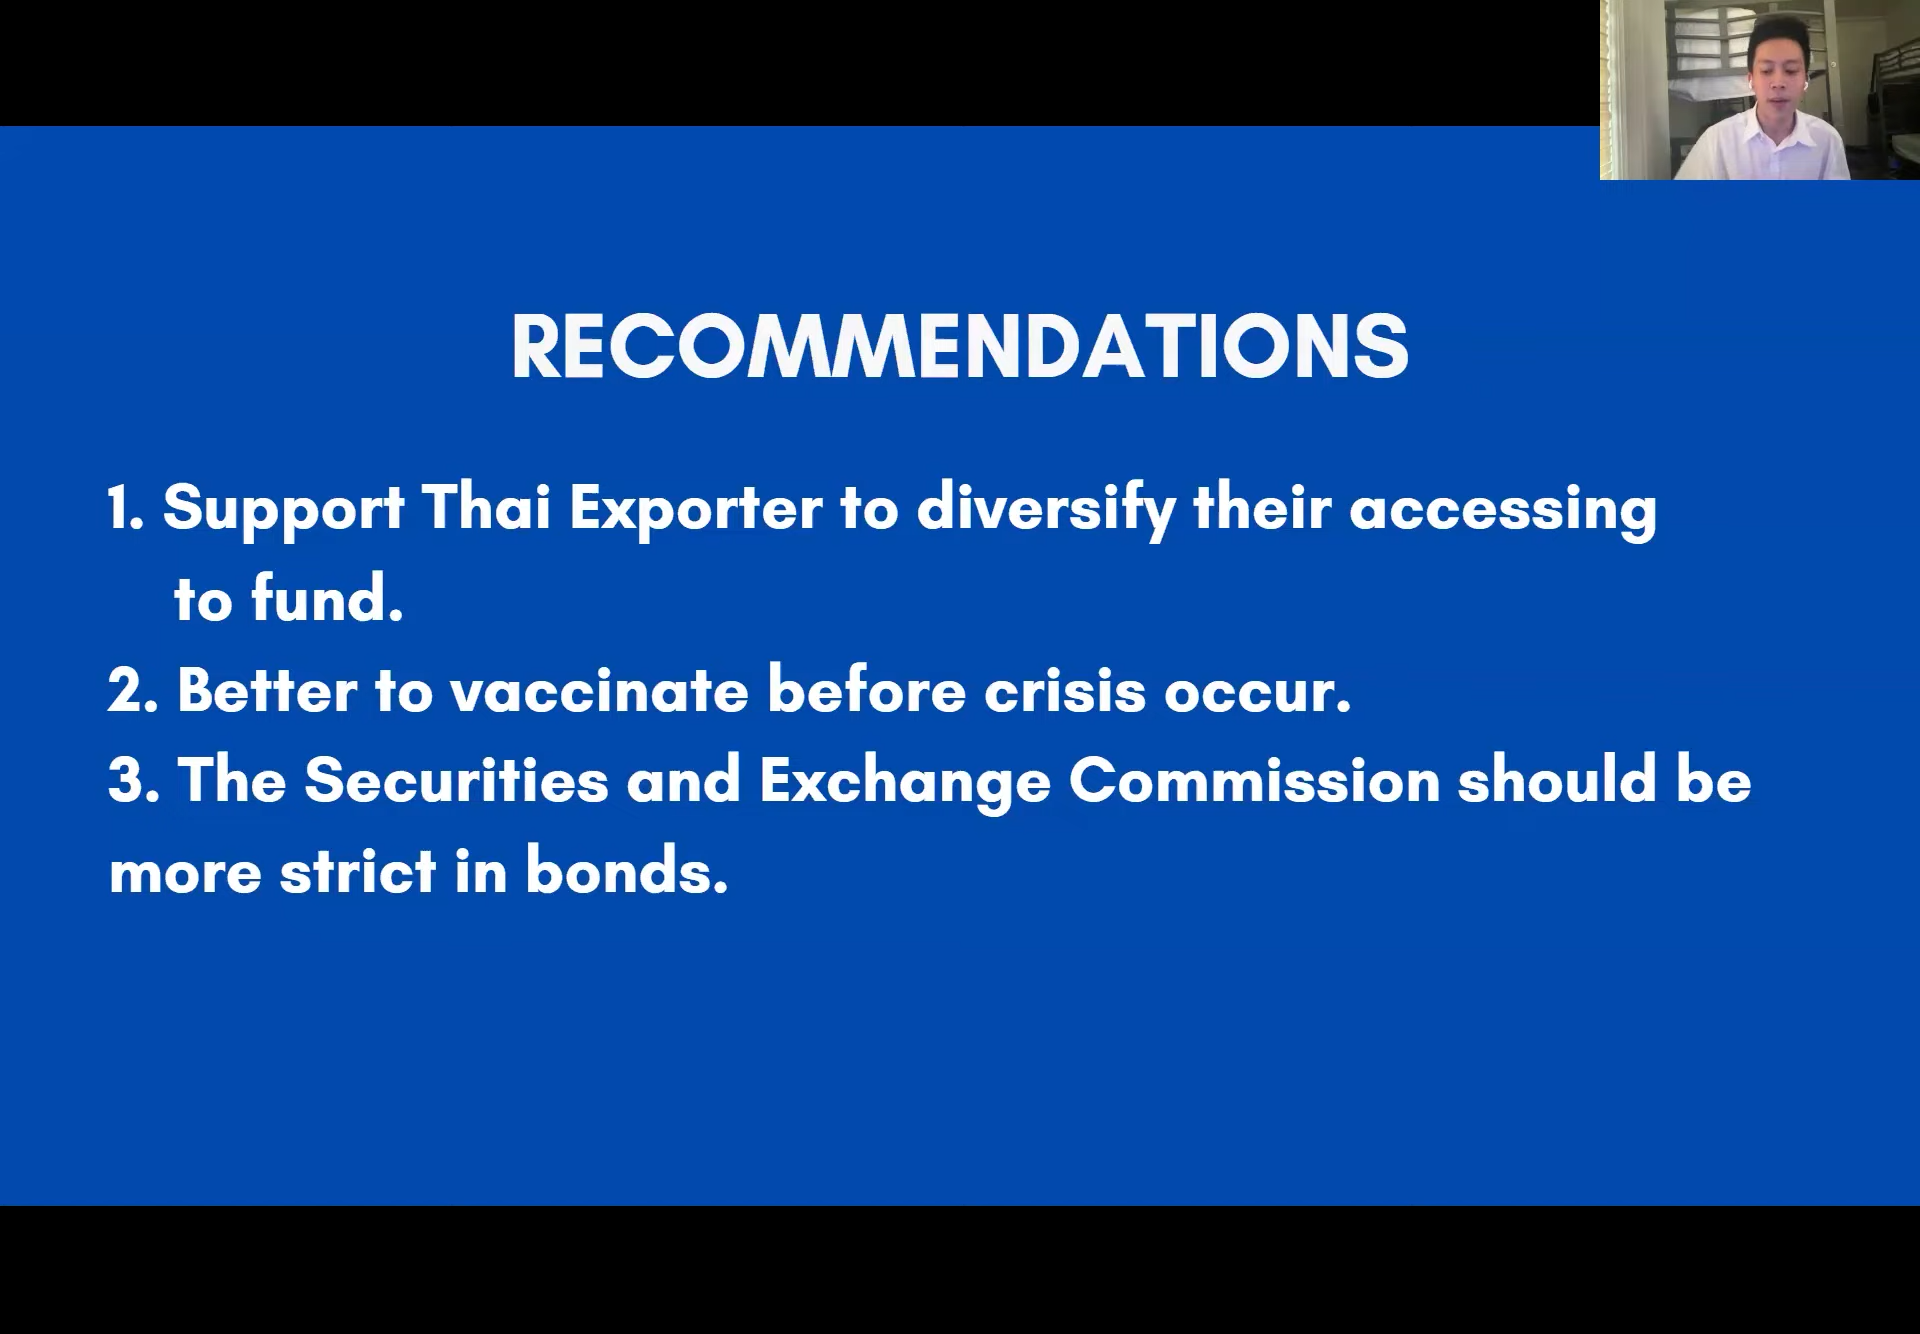 RECOMMENDATIONS
1. Support Thai Exporter to diversify their accessing
to fund.
2. Better to vaccinate before crisis occur.
3. The Securities and Exchange Commission should be
more strict in bonds.